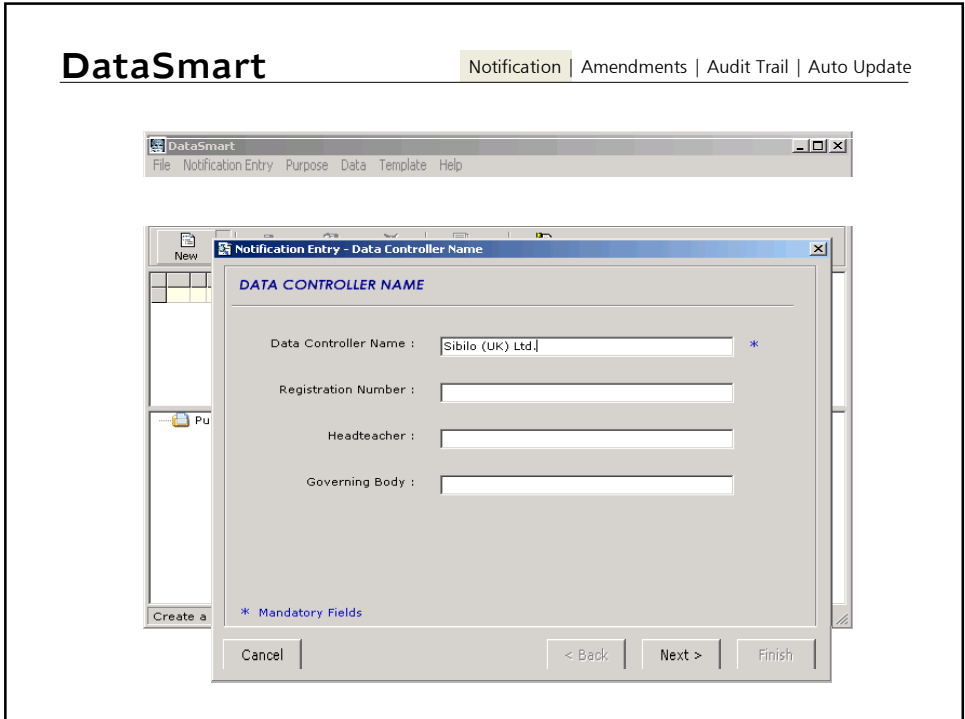 DataSmart
Notification | Amendments | Audit Trail | Auto Update
DataSmart
File Notification Entry Purpose Data Template Help
New
Notification Entry - Data Controller Name
DATA CONTROLLER NAME
Data Controller Name : Sibilo (UK) Ltd. *
Registration Number :
Headteacher :
Pu
Governing Body :
* Mandatory Fields
Create a
Cancel < Back Next > Finish